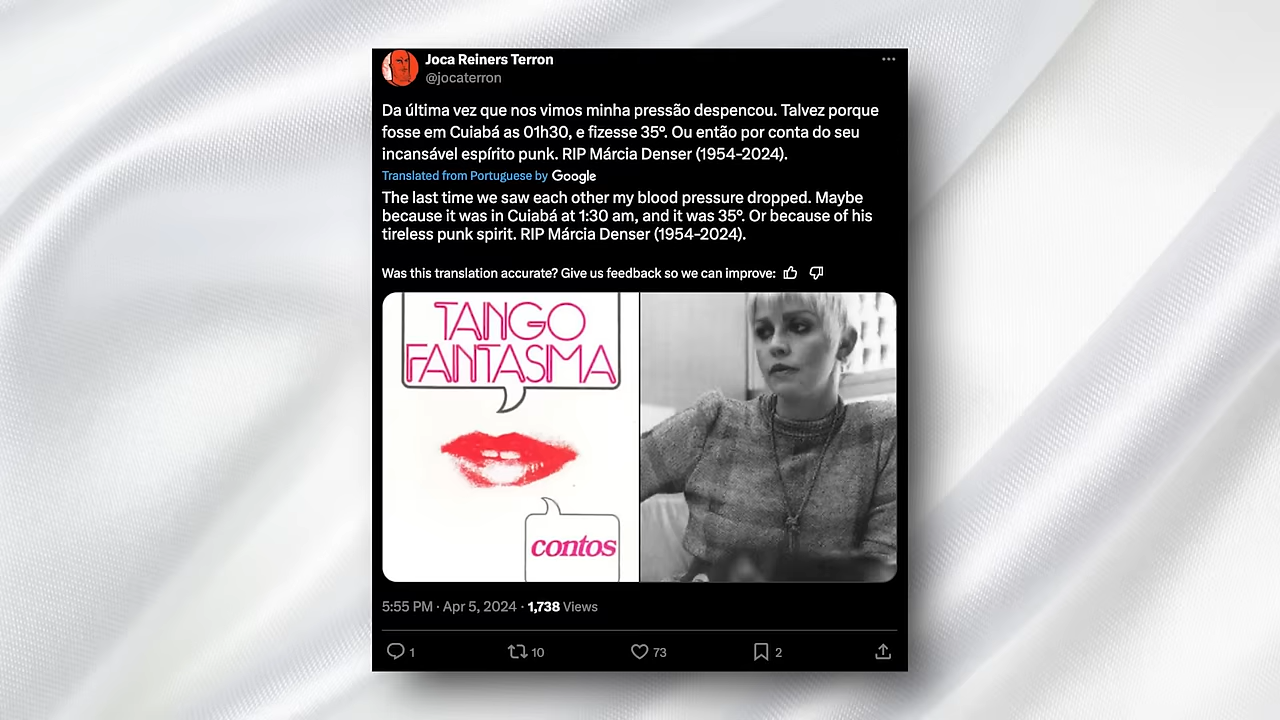 Joca Reiners Terron
@jocaterron
Da última vez que nos vimos minha pressão despencou. Talvez porque
fosse em Cuiabá as 01h30, e fizesse 35º. Ou então por conta do seu
incansável espírito punk. RIP Márcia Denser (1954-2024).
Translated from Portuguese by Google
The last time we saw each other my blood pressure dropped. Maybe
because it was in Cuiabá at 1:30 am, and it was 35º. Or because of his
tireless punk spirit. RIP Márcia Denser (1954-2024).
Was this translation accurate? Give us feedback so we can improve:
TANGO
FANTASMA
contos
5:55 PM · Apr 5, 2024 · 1,738 Views
1 10 73 2